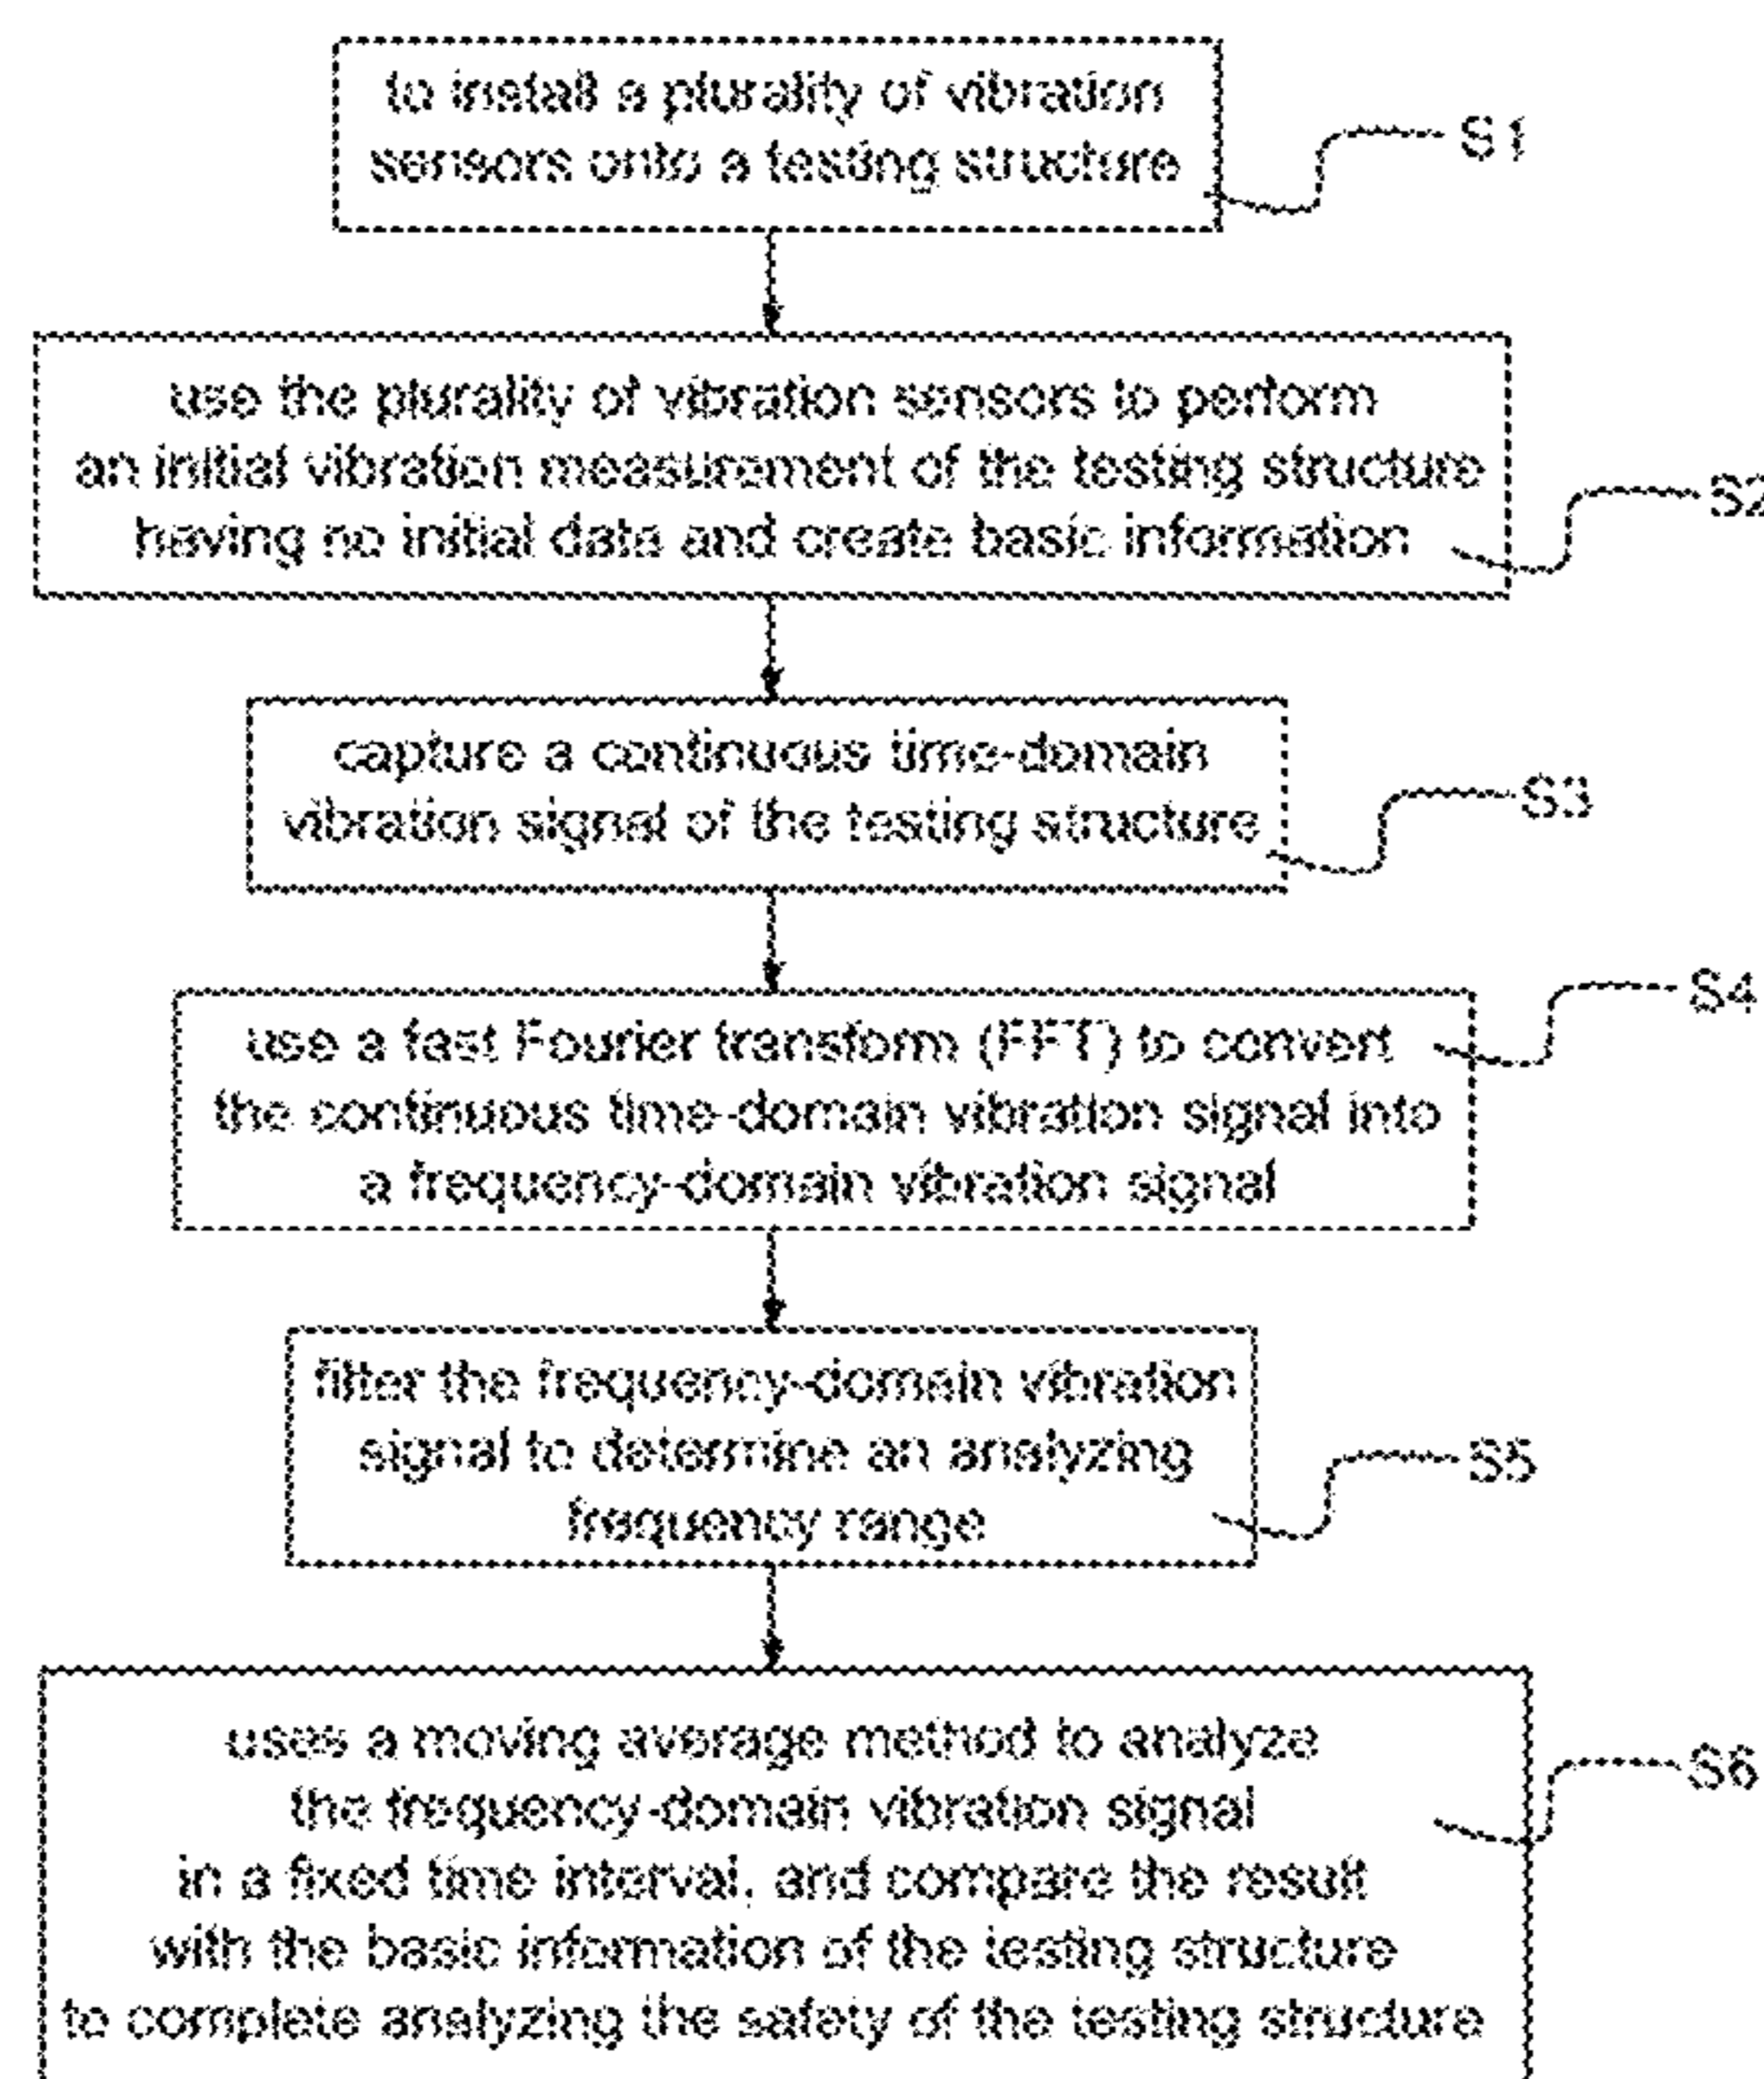 to install a plurality of vibration
sensors onto a testing structure
S1
use the plurality of vibration sensors to perform
an initial vibration measurement of the testing structure
having no initial data and create basic information
S2
capture a continuous time-domain
vibration signal of the testing structure
S3
use a fast Fourier transform (FFT) to convert
the continuous time-domain vibration signal into
a frequency-domain vibration signal
S4
filter the frequency-domain vibration
signal to determine an analyzing
frequency range
S5
uses a moving average method to analyze
the frequency-domain vibration signal
in a fixed time interval, and compare the result
with the basic information of the testing structure
to complete analyzing the safety of the testing structure
S6